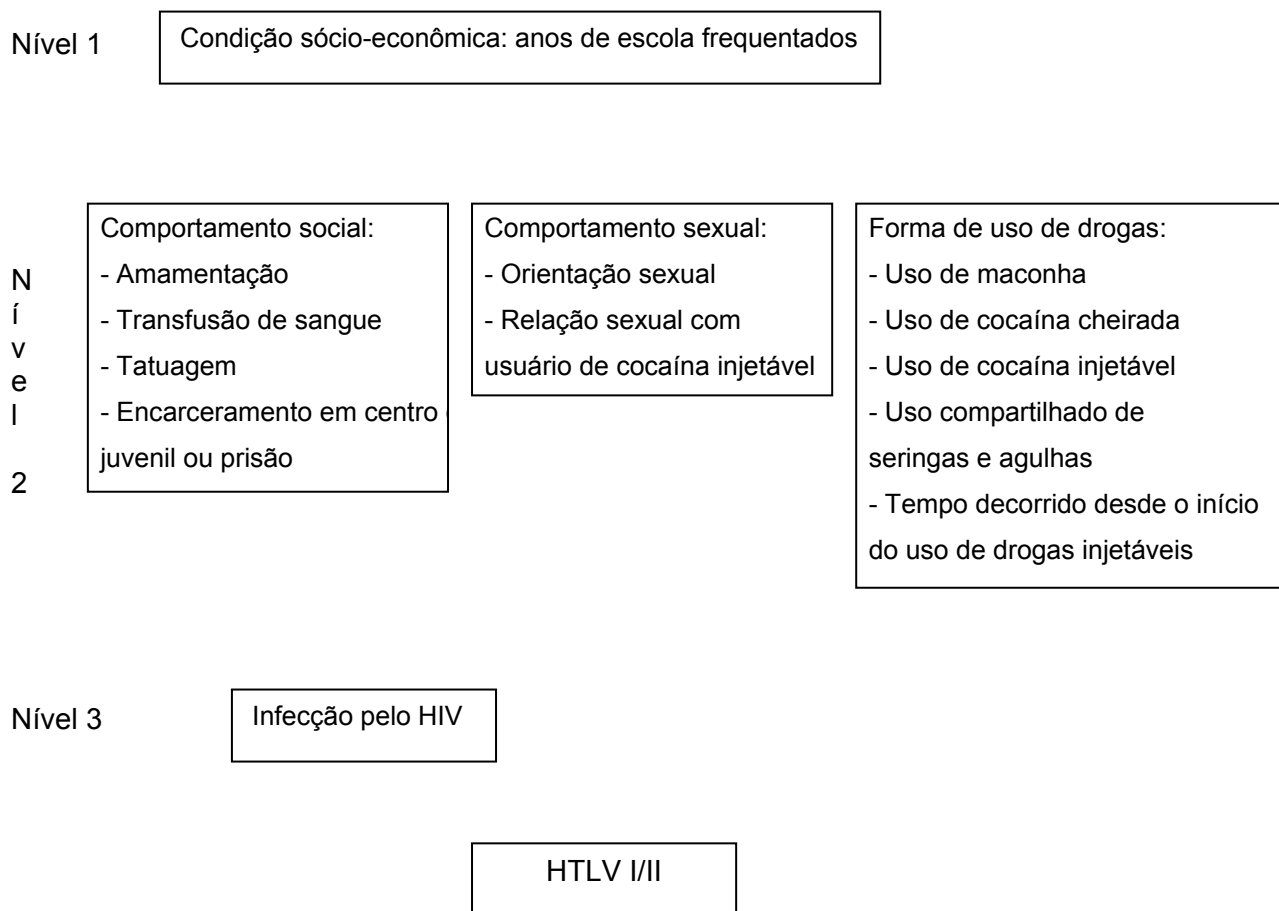 Nível 1
Condição sócio-econômica: anos de escola frequentados
Nível 2
Comportamento social:
- Amamentação
- Transfusão de sangue
- Tatuagem
- Encarceramento em centro
juvenil ou prisão
Comportamento sexual:
- Orientação sexual
- Relação sexual com
usuário de cocaína injetável
Forma de uso de drogas:
- Uso de maconha
- Uso de cocaína cheirada
- Uso de cocaína injetável
- Uso compartilhado de
seringas e agulhas
- Tempo decorrido desde o início
do uso de drogas injetáveis
Nível 3
Infecção pelo HIV
HTLV I/II